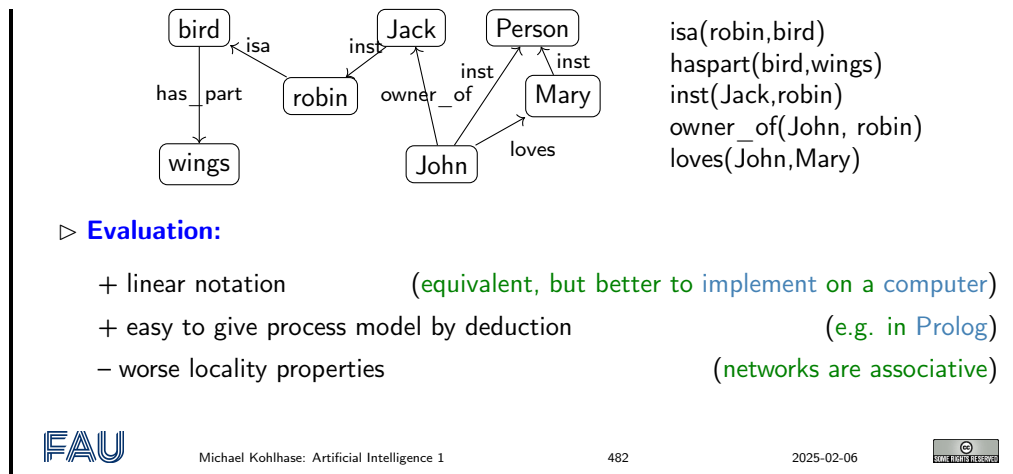 bird
Jack
Person
isa
inst
inst
inst
has_part
robin
owner_of
Mary
wings
John
loves
isa(robin,bird)
haspart(bird,wings)
inst(Jack,robin)
owner_of(John, robin)
loves(John,Mary)
▷ Evaluation:
+ linear notation (equivalent, but better to implement on a computer)
+ easy to give process model by deduction (e.g. in Prolog)
– worse locality properties (networks are associative)
FAU Michael Kohlhase: Artificial Intelligence 1 482 2025-02-06
cc
SOME RIGHTS RESERVED